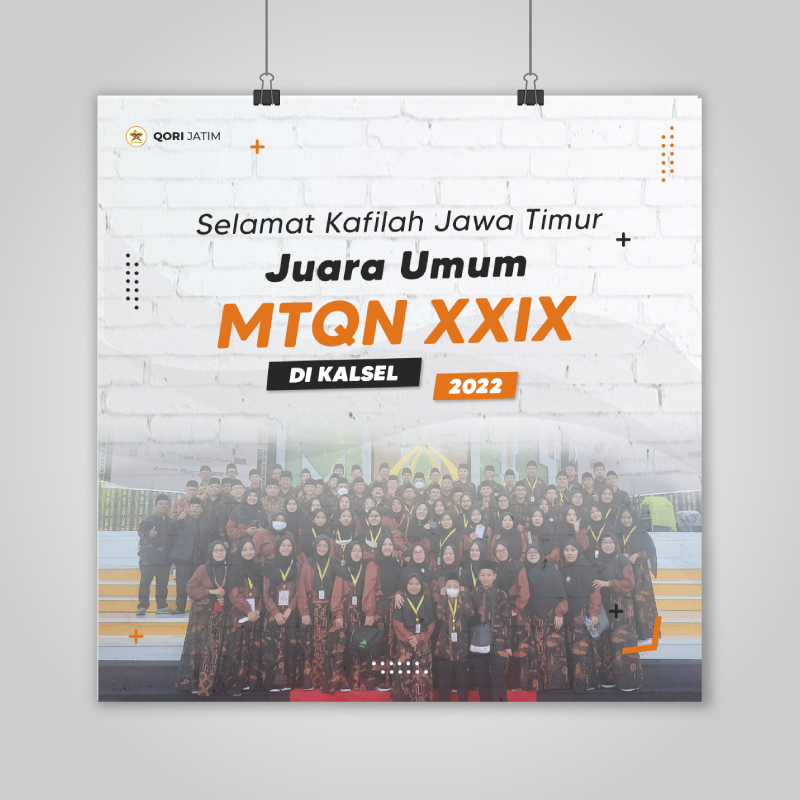 QORI JATIM
Selamat Kafilah Jawa Timur
Juara Umum
MTQN XXIX
DI KALSEL
2022